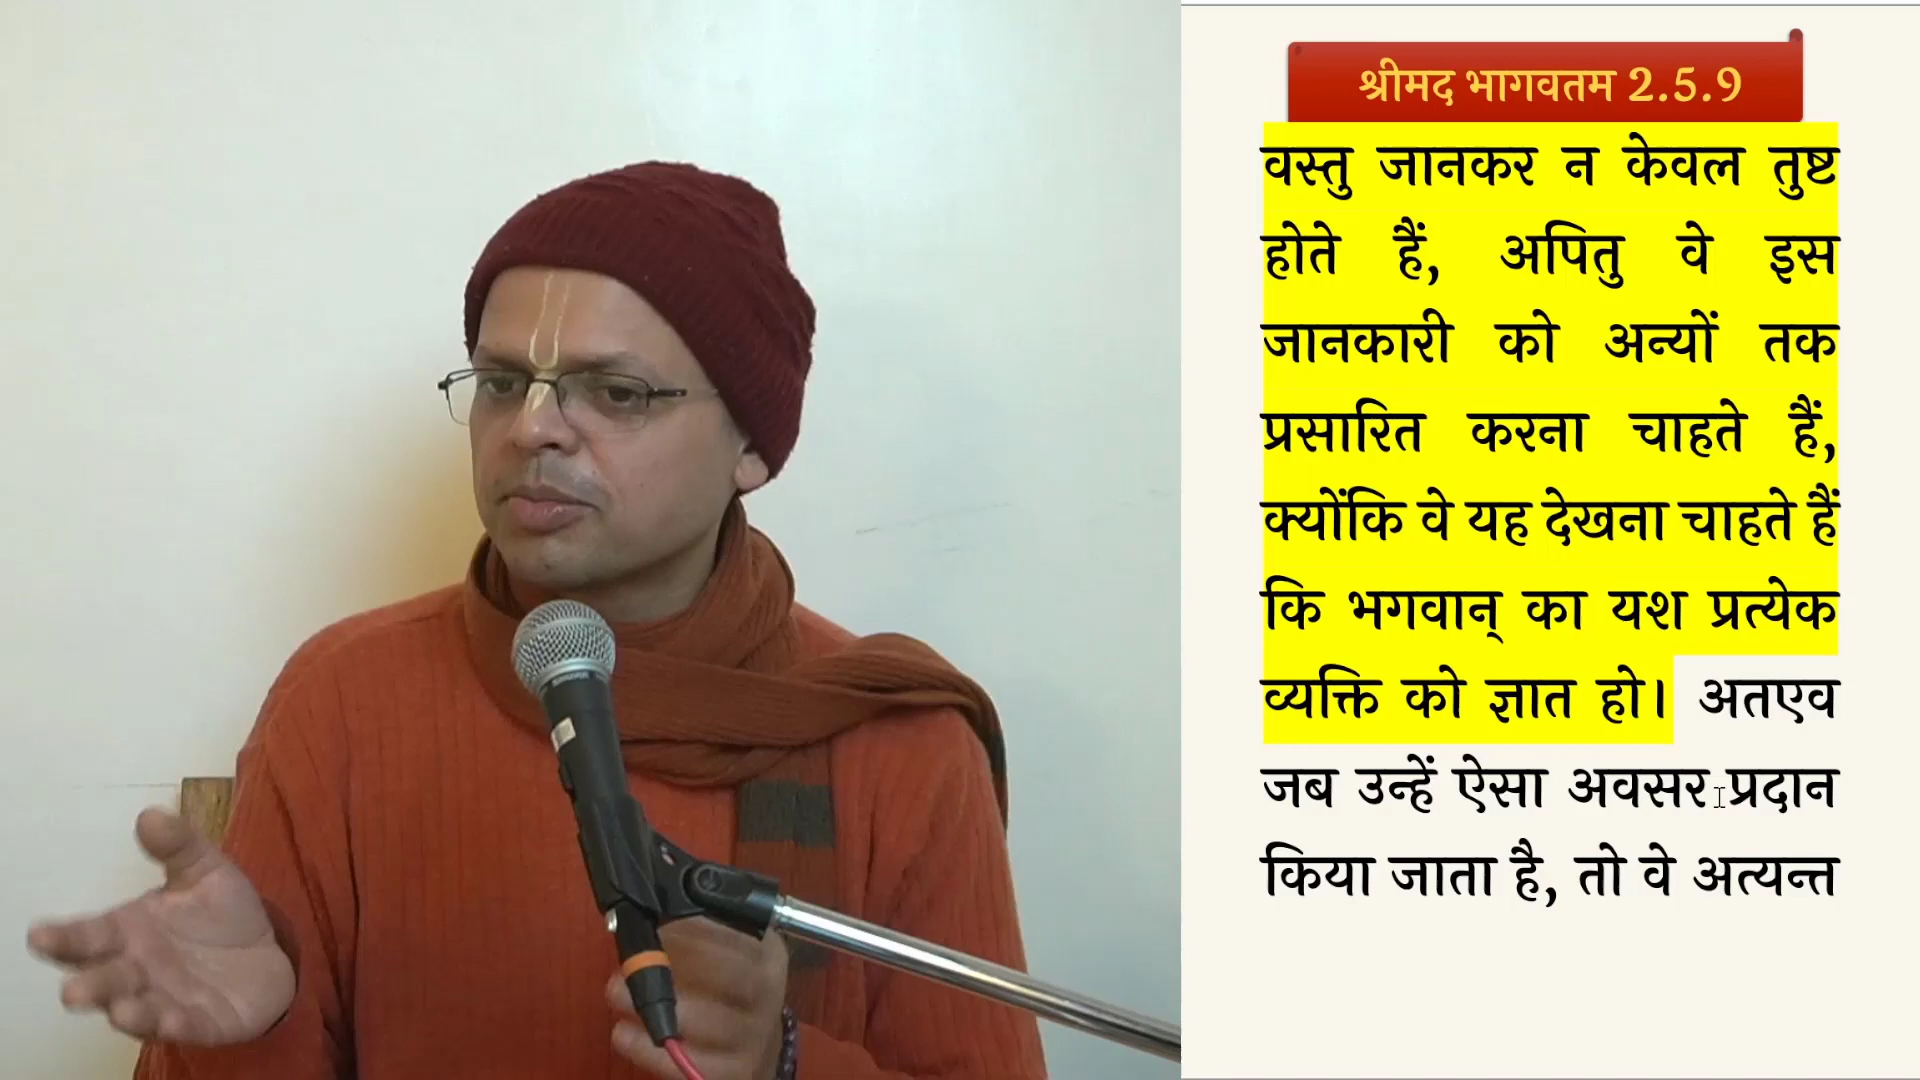 श्रीमद भागवतम 2.5.9
वस्तु जानकर न केवल तुष्ट
होते हैं, अपितु वे इस
जानकारी को अन्यों तक
प्रसारित करना चाहते हैं,
क्योंकि वे यह देखना चाहते हैं
कि भगवान् का यश प्रत्येक
व्यक्ति को ज्ञात हो। अतएव
जब उन्हें ऐसा अवसर प्रदान
किया जाता है, तो वे अत्यन्त